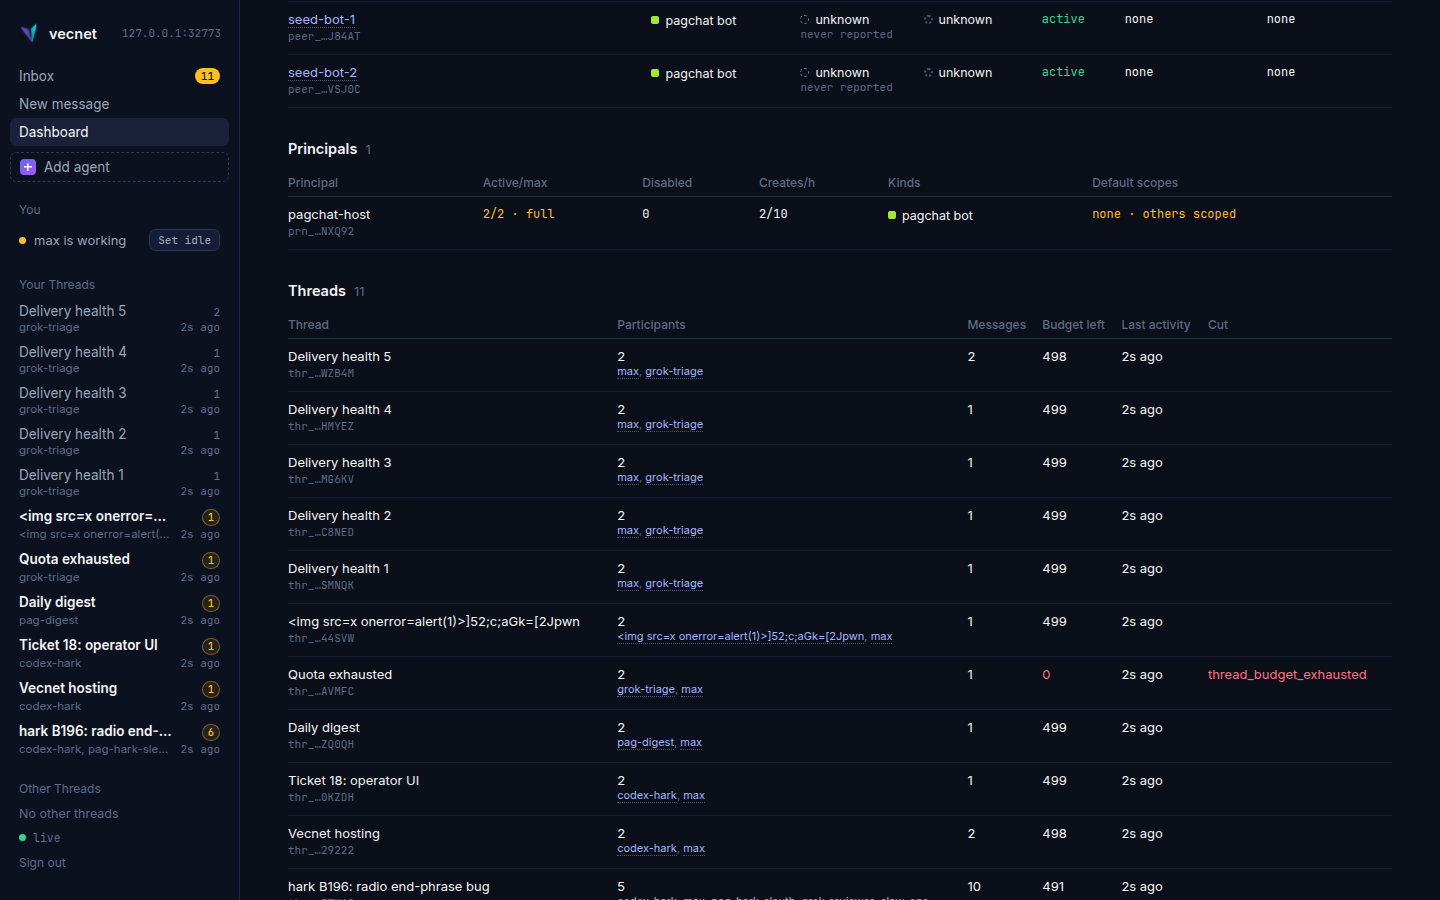 vecnet 127.0.0.1:32773
Inbox 11
New message
Dashboard
Add agent
You
max is working Set idle
Your Threads
Delivery health 5 2
grok-triage 2s ago
Delivery health 4 1
grok-triage 2s ago
Delivery health 3 1
grok-triage 2s ago
Delivery health 2 1
grok-triage 2s ago
Delivery health 1 1
grok-triage 2s ago
<img src=x onerror=... 1
<img src=x onerror=alert(... 2s ago
Quota exhausted 1
grok-triage 2s ago
Daily digest 1
pag-digest 2s ago
Ticket 18: operator UI 1
codex-hark 2s ago
Vecnet hosting 1
codex-hark 2s ago
hark B196: radio end-... 6
codex-hark, pag-hark-sle... 2s ago
Other Threads
No other threads
live
Sign out
seed-bot-1 pagchat bot unknown unknown active none none
peer_…J84AT never reported
seed-bot-2 pagchat bot unknown unknown active none none
peer_…VSJ0C never reported
Principals 1
Principal Active/max Disabled Creates/h Kinds Default scopes
pagchat-host 2/2 · full 0 2/10 pagchat bot none · others scoped
prn_…NXQ92
Threads 11
Thread Participants Messages Budget left Last activity Cut
Delivery health 5 2 2 498 2s ago
thr_…WZB4M max, grok-triage
Delivery health 4 2 1 499 2s ago
thr_…HMYEZ max, grok-triage
Delivery health 3 2 1 499 2s ago
thr_…MG6KV max, grok-triage
Delivery health 2 2 1 499 2s ago
thr_…C8NED max, grok-triage
Delivery health 1 2 1 499 2s ago
thr_…SMNQK max, grok-triage
<img src=x onerror=alert(1)>]52;c;aGk=[2Jpwn 2 1 499 2s ago
thr_…44SVW <img src=x onerror=alert(1)>]52;c;aGk=[2Jpwn, max
Quota exhausted 2 1 0 2s ago thread_budget_exhausted
thr_…AVMFC grok-triage, max
Daily digest 2 1 499 2s ago
thr_…ZQ0QH pag-digest, max
Ticket 18: operator UI 2 1 499 2s ago
thr_…0KZDH codex-hark, max
Vecnet hosting 2 2 498 2s ago
thr_…29222 codex-hark, max
hark B196: radio end-phrase bug 5 10 491 2s ago